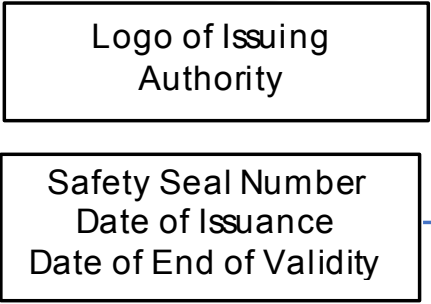 Logo of Issuing
Authority
Safety Seal Number
Date of Issuance
Date of End of Validity